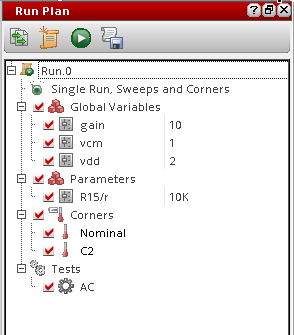 Run Plan
Run.0
Single Run, Sweeps and Corners
Global Variables
gain 10
vcm 1
vdd 2
Parameters
R15/r 10K
Corners
Nominal
C2
Tests
AC